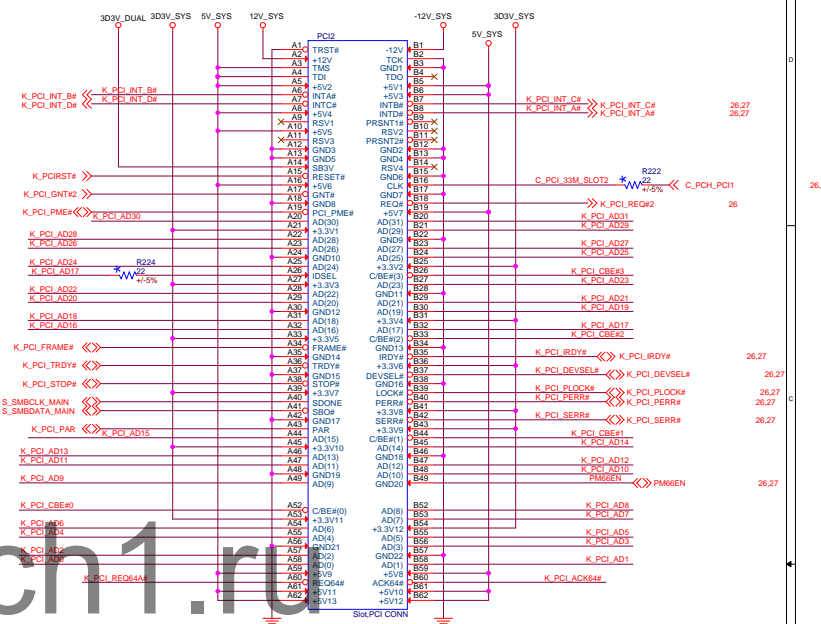 3D3V_DUAL 3D3V_SYS 5V_SYS 12V_SYS -12V_SYS 5V_SYS 3D3V_SYS
PCI2
A1 TRST# -12V B1
A2 +12V TCK B2
A3 TMS GND1 B3
A4 TDI TDO B4
A5 +5V2 +5V1 B5
K_PCI_INT_B# K_PCI_INT_B# A6 INTA# +5V3 B6
K_PCI_INT_D# K_PCI_INT_D# A7 INTC# INTB# B7 K_PCI_INT_C# K_PCI_INT_C# 26,27
A8 +5V4 INTD# B8 K_PCI_INT_A# K_PCI_INT_A# 26,27
A9 RSV1 PRSNT1# B9
A10 +5V5 RSV2 B10
A11 RSV3 PRSNT2# B11
A12 GND3 GND2 B12
A13 GND5 GND4 B13
A14 SB3V RSV4 B14
K_PCIRST# A15 RESET# GND6 B15
A16 +5V6 CLK B16 C_PCI_33M_SLOT2 R222 22 +/-5% C_PCH_PCI1 26,
K_PCI_GNT#2 A17 GNT# GND7 B17
A18 GND8 REQ# B18 K_PCI_REQ#2 26
K_PCI_PME# A19 PCI_PME# +5V7 B19
K_PCI_AD30 A20 AD(30) AD(31) B20 K_PCI_AD31
A21 +3.3V1 AD(29) B21 K_PCI_AD29
K_PCI_AD28 A22 AD(28) GND9 B22
K_PCI_AD26 A23 AD(26) AD(27) B23 K_PCI_AD27
A24 GND10 AD(25) B24 K_PCI_AD25
K_PCI_AD24 A25 AD(24) +3.3V2 B25
K_PCI_AD17 R224 22 +/-5% A26 IDSEL C/BE#(3) B26 K_PCI_CBE#3
A27 +3.3V3 AD(23) B27 K_PCI_AD23
K_PCI_AD22 A28 AD(22) GND11 B28
K_PCI_AD20 A29 AD(20) AD(21) B29 K_PCI_AD21
A30 GND12 AD(19) B30 K_PCI_AD19
K_PCI_AD18 A31 AD(18) +3.3V4 B31
K_PCI_AD16 A32 AD(16) AD(17) B32 K_PCI_AD17
A33 +3.3V5 C/BE#(2) B33 K_PCI_CBE#2
K_PCI_FRAME# A34 FRAME# GND13 B34
A35 GND14 IRDY# B35 K_PCI_IRDY# K_PCI_IRDY# 26,27
K_PCI_TRDY# A36 TRDY# +3.3V6 B36
A37 GND15 DEVSEL# B37 K_PCI_DEVSEL# K_PCI_DEVSEL# 26,27
K_PCI_STOP# A38 STOP# GND16 B38
A39 +3.3V7 LOCK# B39 K_PCI_PLOCK# K_PCI_PLOCK# 26,27
S_SMBCLK_MAIN A40 SDONE PERR# B40 K_PCI_PERR# K_PCI_PERR# 26,27
S_SMBDATA_MAIN A41 SBO# +3.3V8 B41
A42 GND17 SERR# B42 K_PCI_SERR# K_PCI_SERR# 26,27
K_PCI_PAR A43 PAR +3.3V9 B43
K_PCI_AD15 A44 AD(15) C/BE#(1) B44 K_PCI_CBE#1
A45 +3.3V10 AD(14) B45 K_PCI_AD14
K_PCI_AD13 A46 AD(13) GND18 B46
K_PCI_AD11 A47 AD(11) AD(12) B47 K_PCI_AD12
A48 GND19 AD(10) B48 K_PCI_AD10
K_PCI_AD9 A49 AD(9) GND20 B49 PM66EN PM66EN 26,27
K_PCI_CBE#0 A52 C/BE#(0) AD(8) B52 K_PCI_AD8
A53 +3.3V11 AD(7) B53 K_PCI_AD7
K_PCI_AD6 A54 AD(6) +3.3V12 B54
K_PCI_AD4 A55 AD(4) AD(5) B55 K_PCI_AD5
A56 GND21 AD(3) B56 K_PCI_AD3
K_PCI_AD2 A57 AD(2) GND22 B57
K_PCI_AD0 A58 AD(0) AD(1) B58 K_PCI_AD1
A59 +5V9 +5V8 B59
K_PCI_REQ64A# A60 REQ64# ACK64# B60 K_PCI_ACK64#
A61 +5V11 +5V10 B61
A62 +5V13 +5V12 B62
Slot,PCI CONN
D
C
ch1.ru